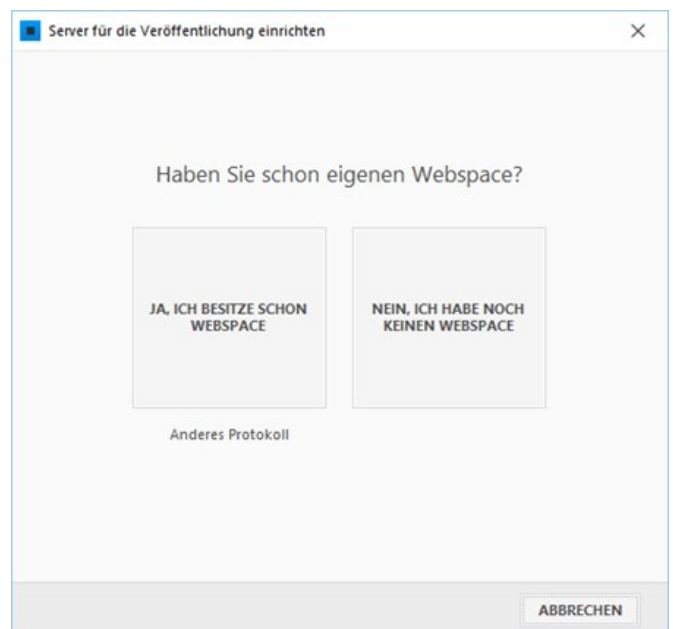 Server für die Veröffentlichung einrichten
Haben Sie schon eigenen Webspace?
JA, ICH BESITZE SCHON
WEBSPACE
NEIN, ICH HABE NOCH
KEINEN WEBSPACE
Anderes Protokoll
ABBRECHEN